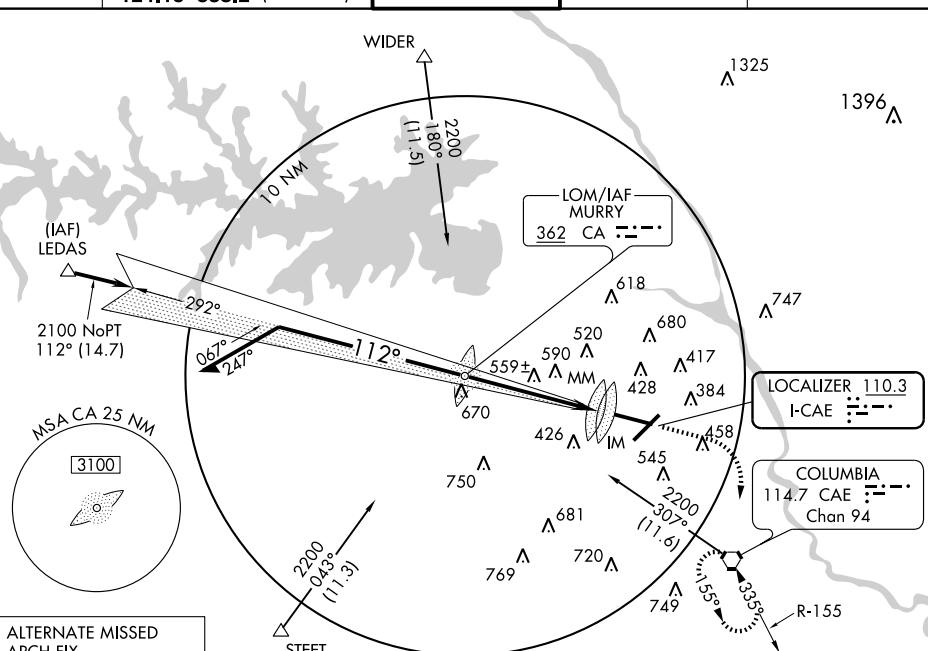 WIDER
1325
1396
2200
180°
(11.5)
10 NM
LOM/IAF
MURRY
362 CA
(IAF)
LEDAS
618
747
292°
2100 NoPT
112° (14.7)
067°
247°
112°
520
680
559±
590
MM
417
428
384
LOCALIZER 110.3
I-CAE
670
MSA CA 25 NM
3100
426
IM
458
545
750
COLUMBIA
114.7 CAE
Chan 94
2200
307°
(11.6)
681
2200
043°
(11.3)
769
720
749
155°
335°
R-155
ALTERNATE MISSED